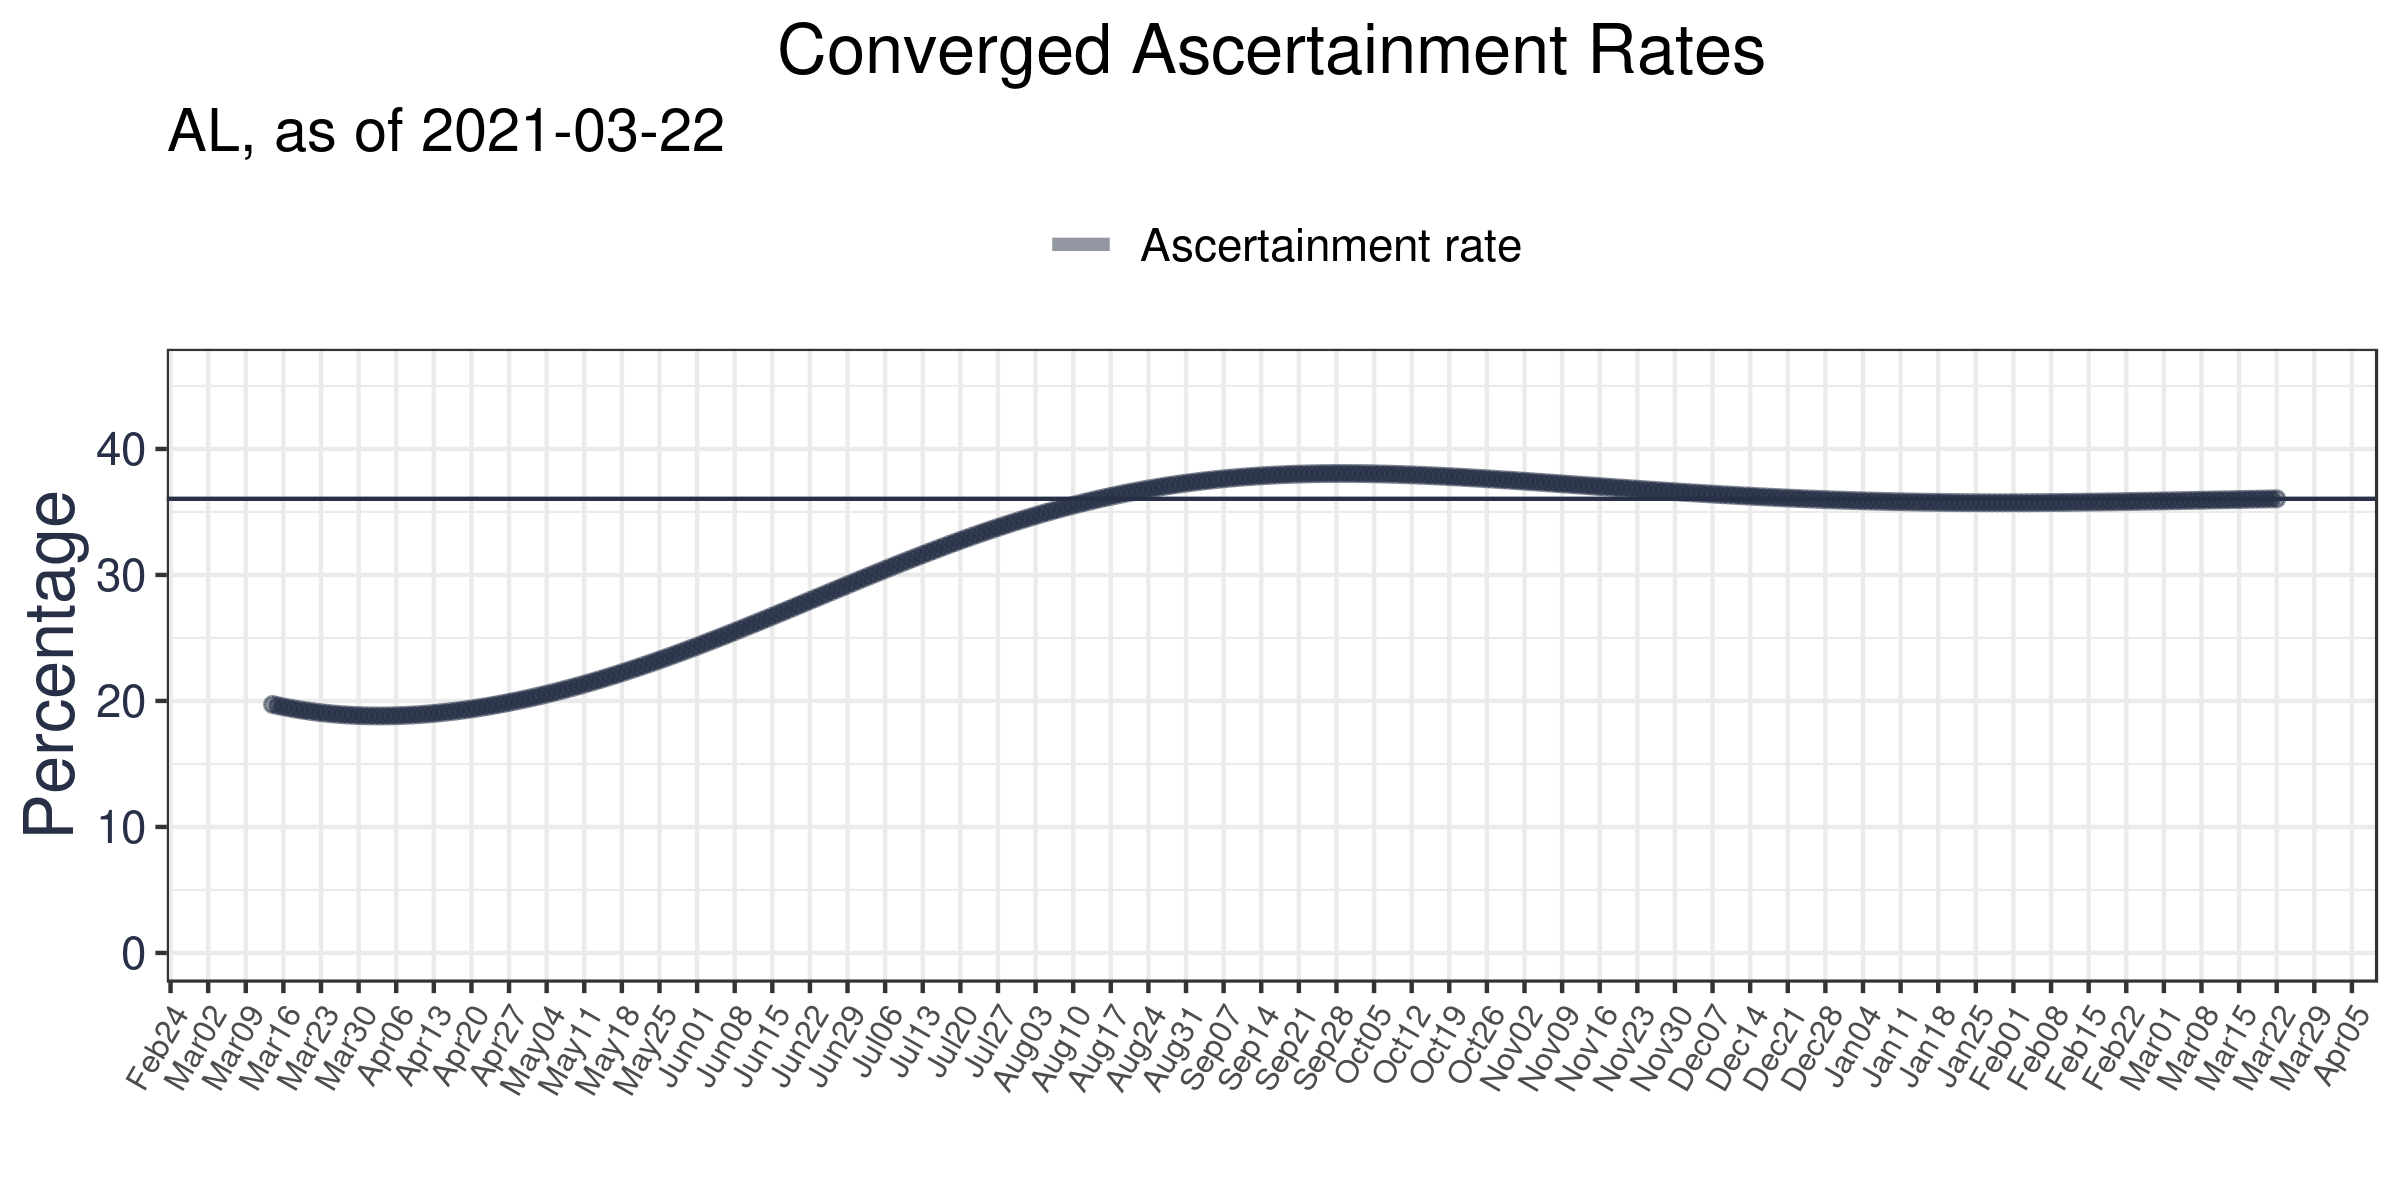 Converged Ascertainment Rates
AL, as of 2021-03-22
Ascertainment rate
Percentage
40
30
20
10
0
Feb24
Mar02
Mar09
Mar16
Mar23
Mar30
Apr06
Apr13
Apr20
Apr27
May04
May11
May18
May25
Jun01
Jun08
Jun15
Jun22
Jun29
Jul06
Jul13
Jul20
Jul27
Aug03
Aug10
Aug17
Aug24
Aug31
Sep07
Sep14
Sep21
Sep28
Oct05
Oct12
Oct19
Oct26
Nov02
Nov09
Nov16
Nov23
Nov30
Dec07
Dec14
Dec21
Dec28
Jan04
Jan11
Jan18
Jan25
Feb01
Feb08
Feb15
Feb22
Mar01
Mar08
Mar15
Mar22
Mar29
Apr05